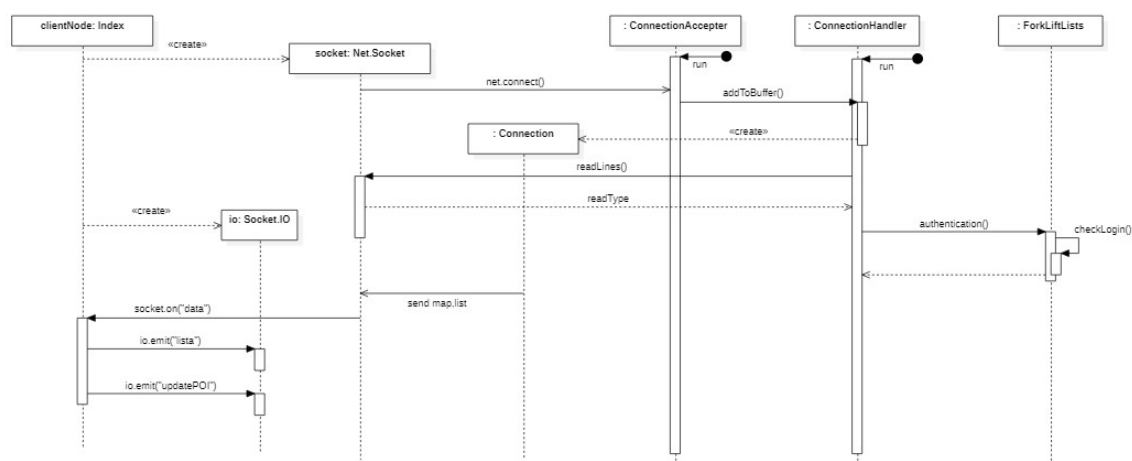 clientNode: Index
: ConnectionAccepter
: ConnectionHandler
: ForkLiftLists
«create»
socket: Net.Socket
run
run
net.connect()
addToBuffer()
: Connection
«create»
readLines()
readType
«create»
io: Socket.IO
authentication()
checkLogin()
send map,list
socket.on("data")
io.emit("lista")
io.emit("updatePOI")